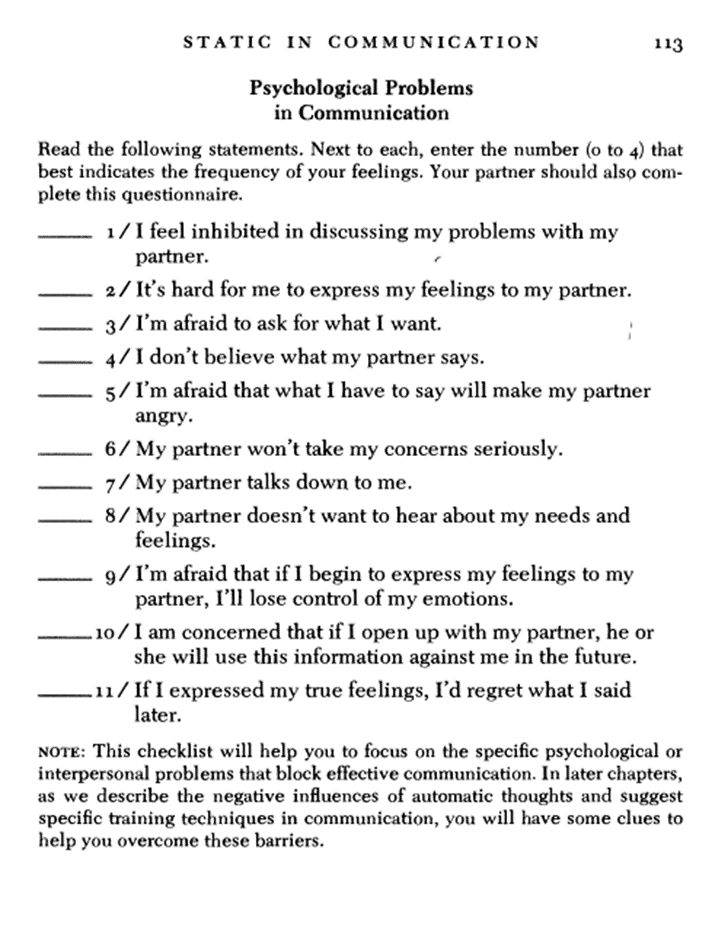 STATIC IN COMMUNICATION 113
Psychological Problems
in Communication
Read the following statements. Next to each, enter the number (0 to 4) that
best indicates the frequency of your feelings. Your partner should also com-
plete this questionnaire.
_____ 1/ I feel inhibited in discussing my problems with my
partner.
_____ 2/ It's hard for me to express my feelings to my partner.
_____ 3/ I'm afraid to ask for what I want.
_____ 4/ I don't believe what my partner says.
_____ 5/ I'm afraid that what I have to say will make my partner
angry.
_____ 6/ My partner won't take my concerns seriously.
_____ 7/ My partner talks down to me.
_____ 8/ My partner doesn't want to hear about my needs and
feelings.
_____ 9/ I'm afraid that if I begin to express my feelings to my
partner, I'll lose control of my emotions.
_____ 10/ I am concerned that if I open up with my partner, he or
she will use this information against me in the future.
_____ 11/ If I expressed my true feelings, I'd regret what I said
later.
NOTE: This checklist will help you to focus on the specific psychological or
interpersonal problems that block effective communication. In later chapters,
as we describe the negative influences of automatic thoughts and suggest
specific training techniques in communication, you will have some clues to
help you overcome these barriers.